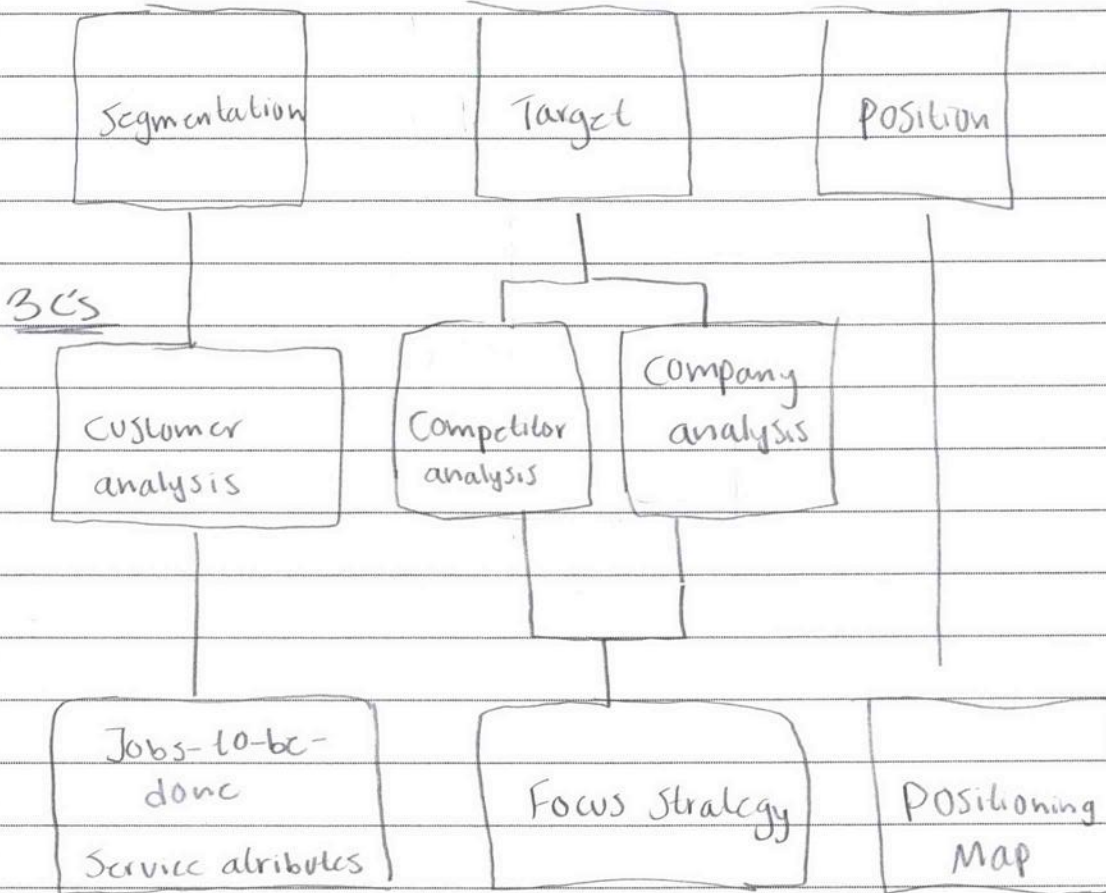 Segmentation
Target
Position
3 C's
Customer
analysis
Competitor
analysis
Company
analysis
Jobs-to-be-
done
Service atributes
Focus Strategy
Positioning
Map